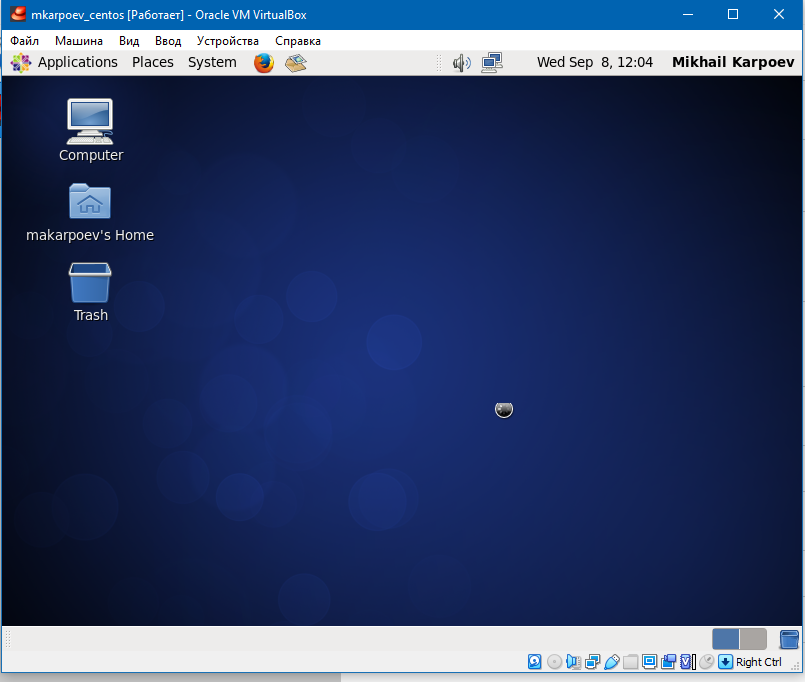 mkarpoev_centos [Работает] - Oracle VM VirtualBox
Файл Машина Вид Ввод Устройства Справка
Applications Places System Wed Sep 8, 12:04 Mikhail Karpoev
Computer
makarpoev's Home
Trash
Right Ctrl